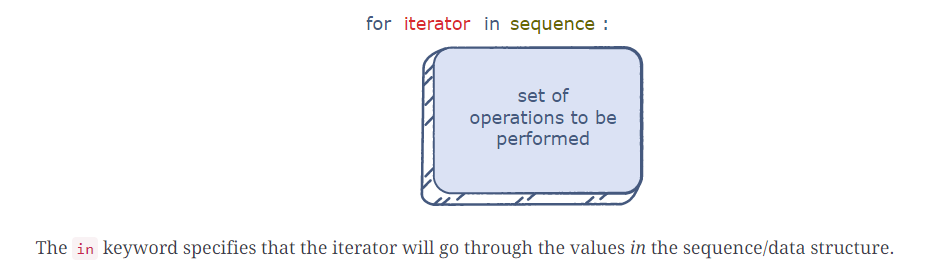 for iterator in sequence :
set of
operations to be
performed
The in keyword specifies that the iterator will go through the values in the sequence/data structure.